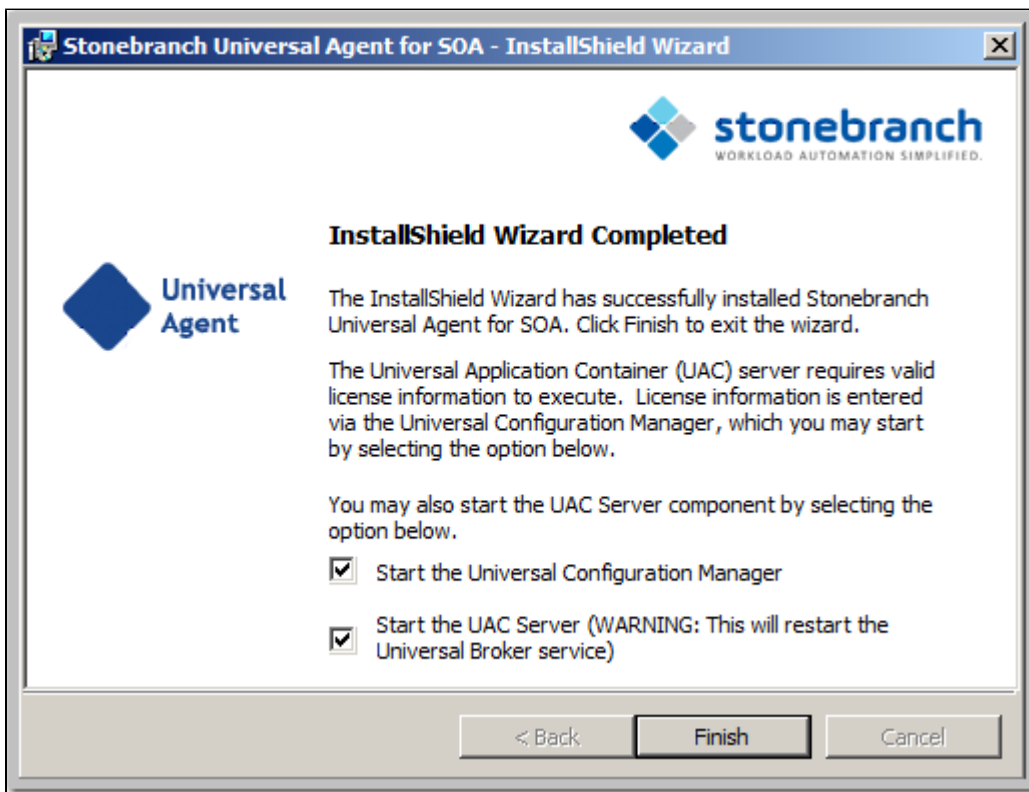 Stonebranch Universal Agent for SOA - InstallShield Wizard
stonebranch
WORKLOAD AUTOMATION SIMPLIFIED.
InstallShield Wizard Completed
Universal
Agent
The InstallShield Wizard has successfully installed Stonebranch
Universal Agent for SOA. Click Finish to exit the wizard.
The Universal Application Container (UAC) server requires valid
license information to execute.  License information is entered
via the Universal Configuration Manager, which you may start
by selecting the option below.
You may also start the UAC Server component by selecting the
option below.
Start the Universal Configuration Manager
Start the UAC Server (WARNING: This will restart the
Universal Broker service)
< Back
Finish
Cancel